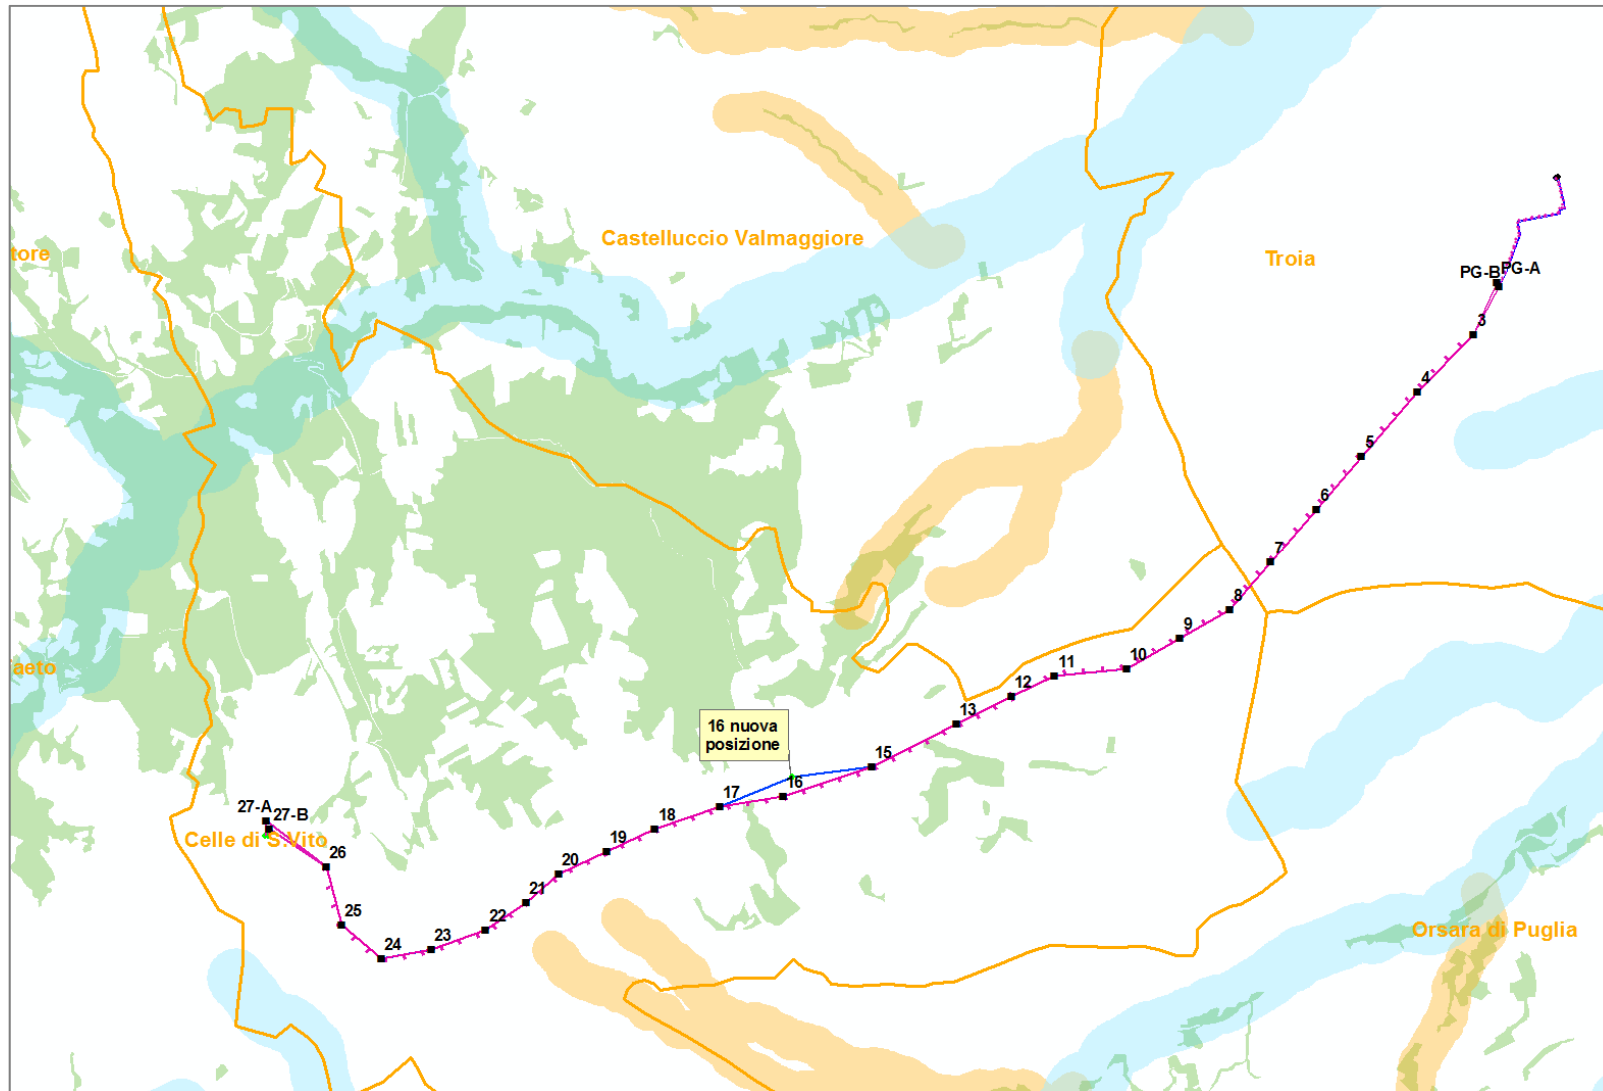 Castelluccio Valmaggiore
tore
Troia
PG-B
PG-A
3
4
5
6
7
8
9
10
11
12
13
15
16 nuova
posizione
16
17
18
19
20
21
22
23
24
25
26
27-A
27-B
Celle di S.Vito
aeto
Orsara di Puglia